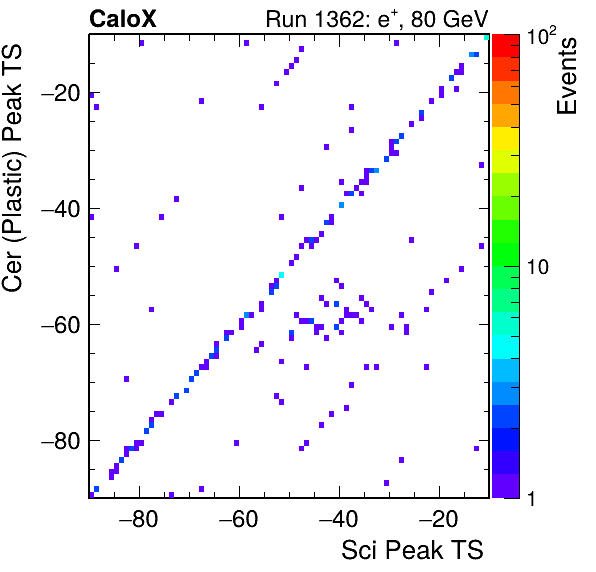 CaloX
Run 1362: e⁺, 80 GeV
Cer (Plastic) Peak TS
−20
−40
−60
−80
−80
−60
−40
−20
Sci Peak TS
10²
10
1
Events